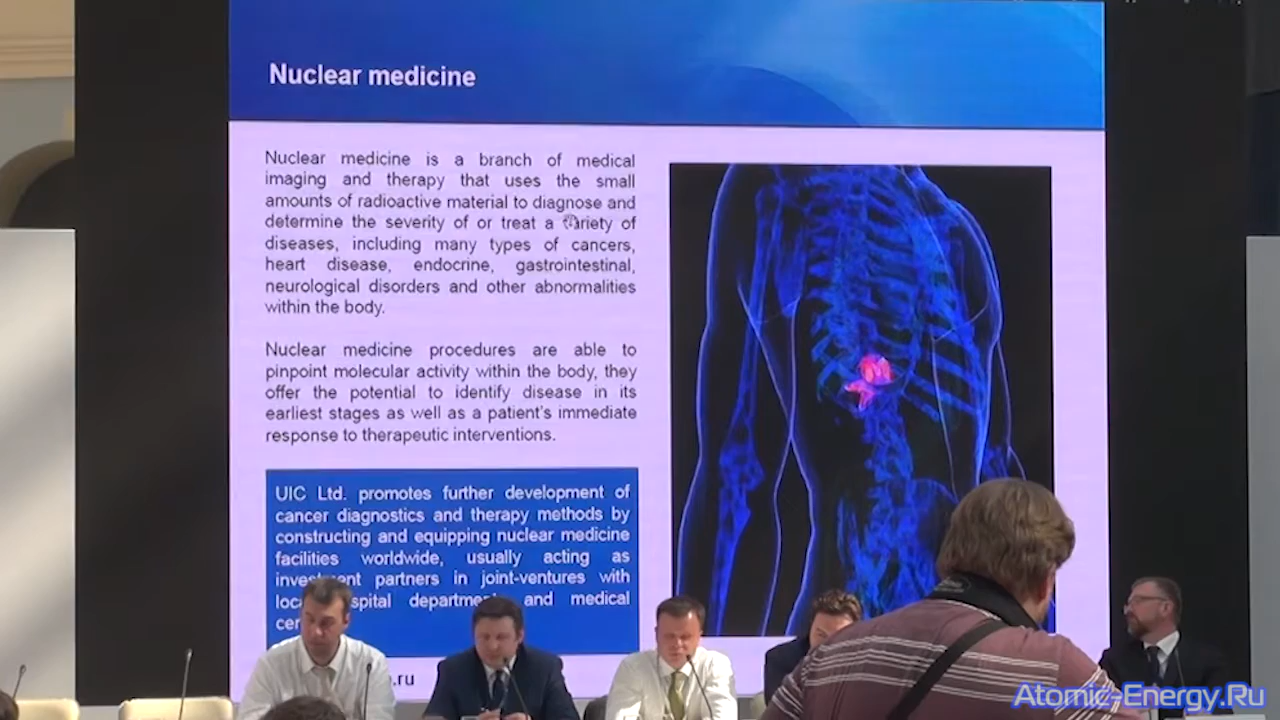 Nuclear medicine
Nuclear medicine is a branch of medical
imaging and therapy that uses the small
amounts of radioactive material to diagnose and
determine the severity of or treat a
diseases, including many types of cancers,
heart disease, endocrine, gastrointestinal,
neurological disorders and other abnormalities
within the body.
Nuclear medicine procedures are able to
pinpoint molecular activity within the body, they
offer the potential to identify disease in its
earliest stages as well as a patient's immediate
response to therapeutic interventions.
UIC Ltd. promotes further development of
cancer diagnostics and therapy methods by
constructing and equipping nuclear medicine
facilities worldwide, usually acting as
partners in joint-ventures with
and medical
.ru
Atomic-Energy.Ru